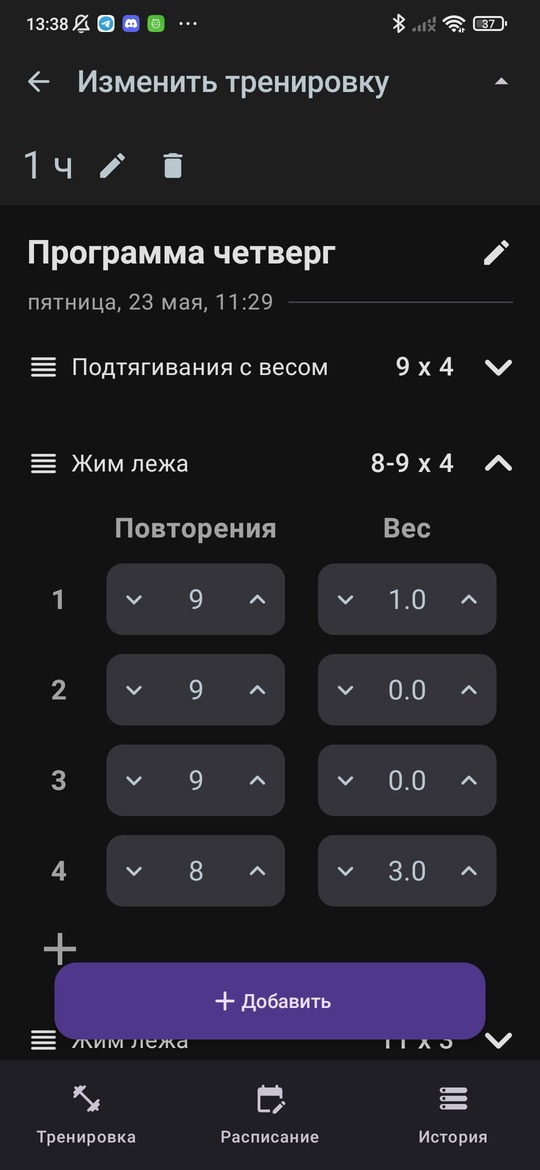 13:38
37
Изменить тренировку
1 ч
Программа четверг
пятница, 23 мая, 11:29
Подтягивания с весом 9 x 4
Жим лежа 8-9 x 4
Повторения Вес
1 9 1.0
2 9 0.0
3 9 0.0
4 8 3.0
+
+ Добавить
Жим лежа 11 x 3
Тренировка Расписание История